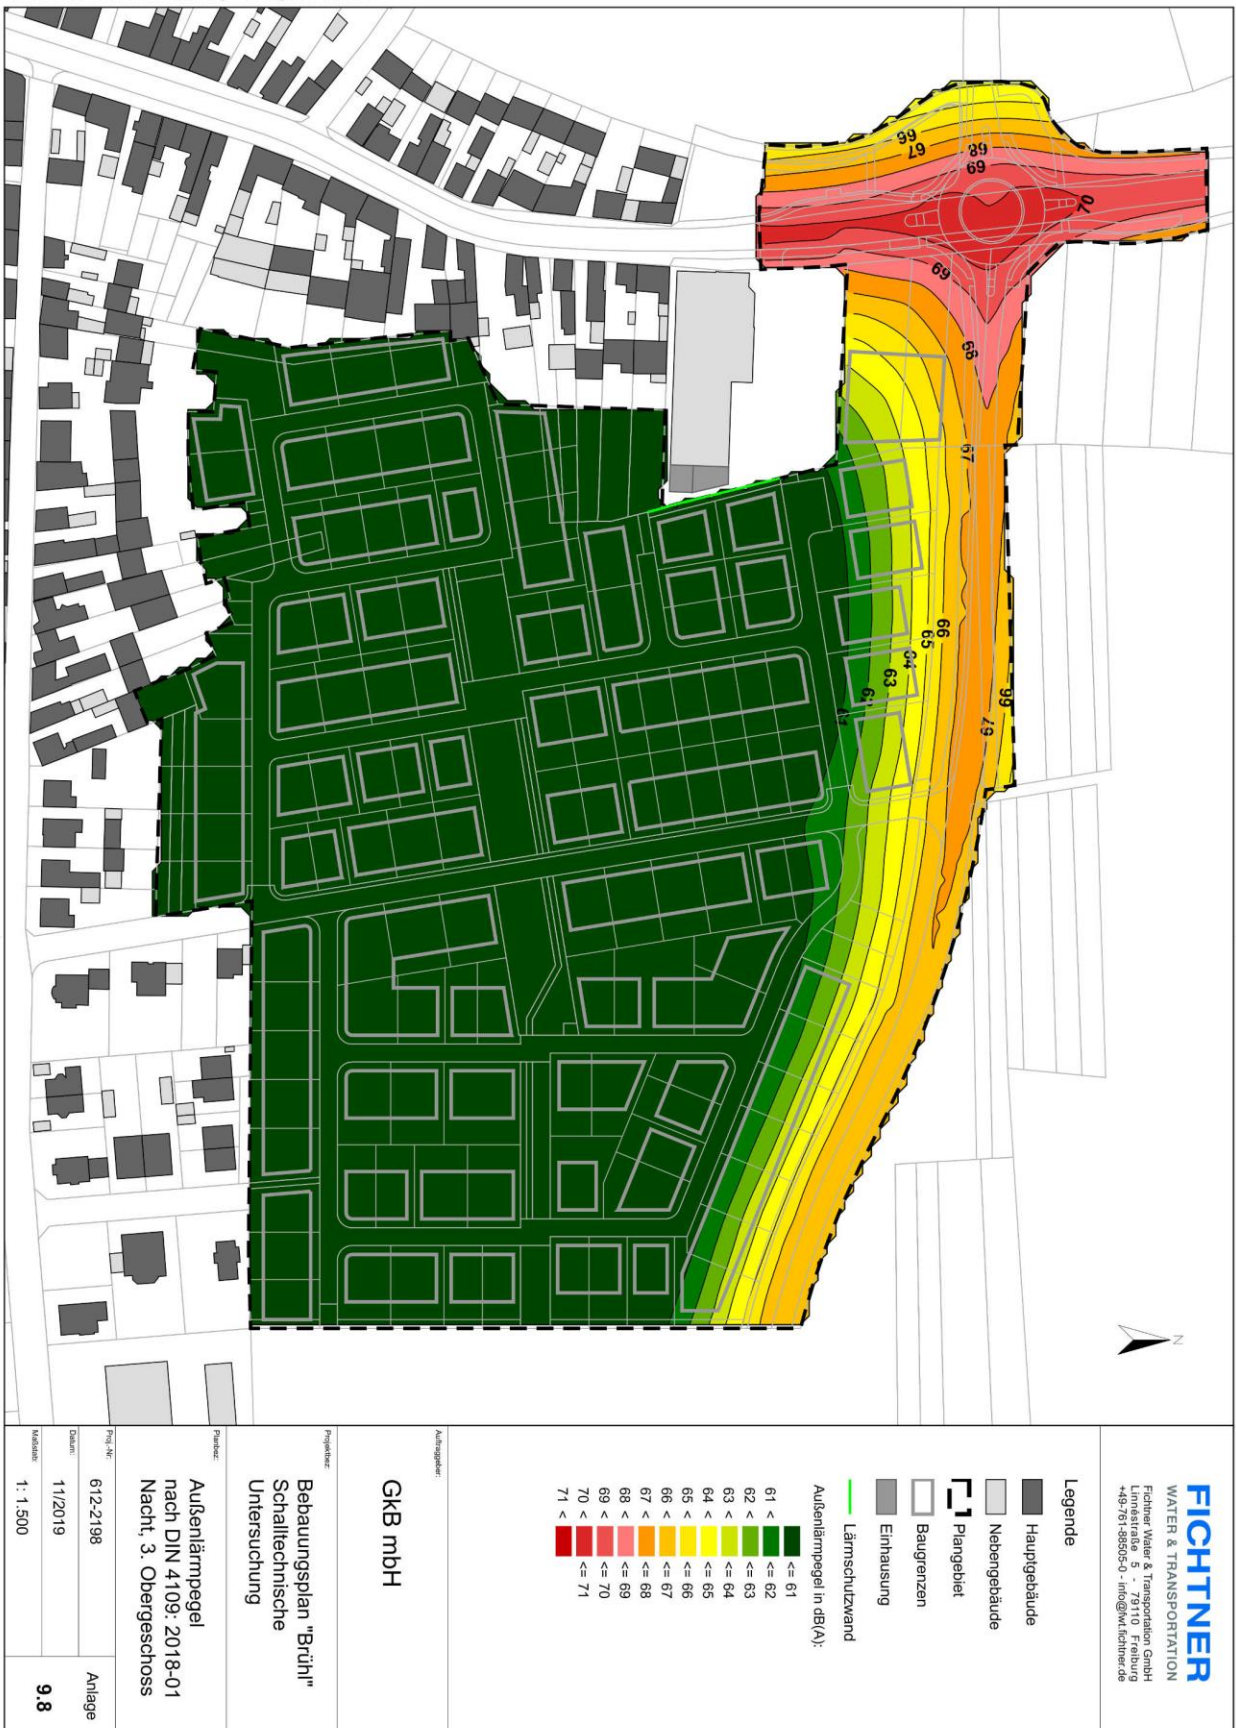 FICHTNER
WATER & TRANSPORTATION
Fichtner Water & Transportation GmbH
Linnéstraße 5 - 79110 Freiburg
+49-761-88505-0 - info@fwt.fichtner.de
Legende
Hauptgebäude
Nebengebäude
Plangebiet
Baugrenzen
Einhausung
Lärmschutzwand
Außenlärmpegel in dB(A):
<= 61
61 < <= 62
62 < <= 63
63 < <= 64
64 < <= 65
65 < <= 66
66 < <= 67
67 < <= 68
68 < <= 69
69 < <= 70
70 < <= 71
71 <
Auftraggeber:
GkB mbH
Projektbez:
Bebauungsplan "Brühl"
Schalltechnische
Untersuchung
Planbez:
Außenlärmpegel
nach DIN 4109: 2018-01
Nacht, 3. Obergeschoss
Proj.-Nr:
612-2198
Datum:
11/2019
Maßstab:
1: 1.500
Anlage
9.8
N
66
67
68
69
70
69
68
67
66
65
64
63
61
66
67